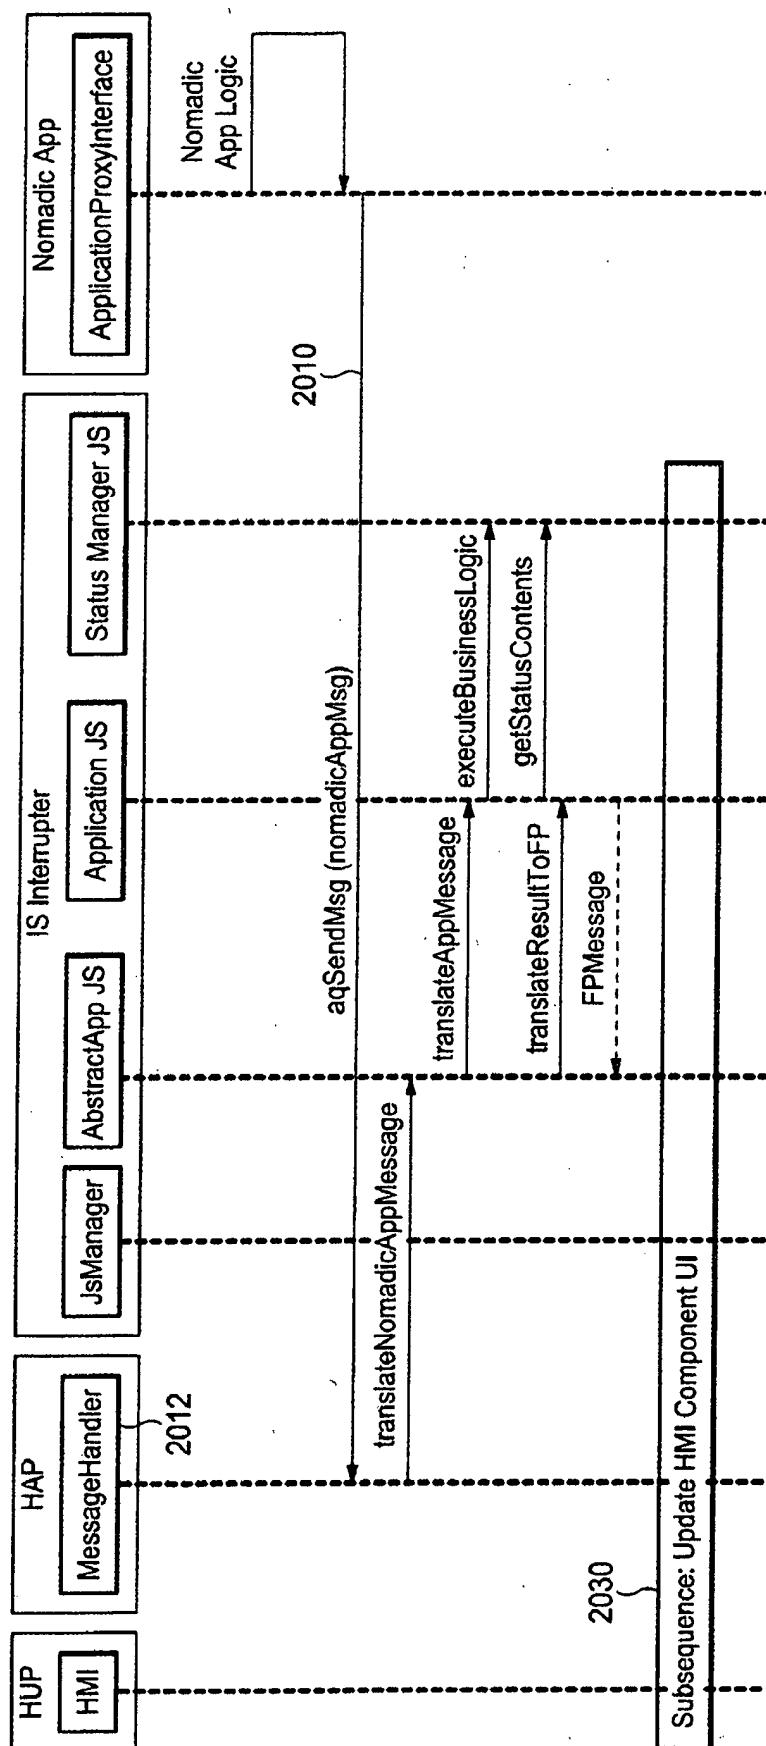 HUP
HMI
HAP
MessageHandler
2012
IS Interrupter
JsManager
AbstractApp JS
Application JS
Status Manager JS
Nomadic App
ApplicationProxyInterface
Nomadic
App Logic
2010
aqSendMsg (nomadicAppMsg)
translateNomadicAppMessage
translateAppMessage
executeBusinessLogic
getStatusContents
translateResultToFP
FPMessage
2030
Subsequence: Update HMI Component UI